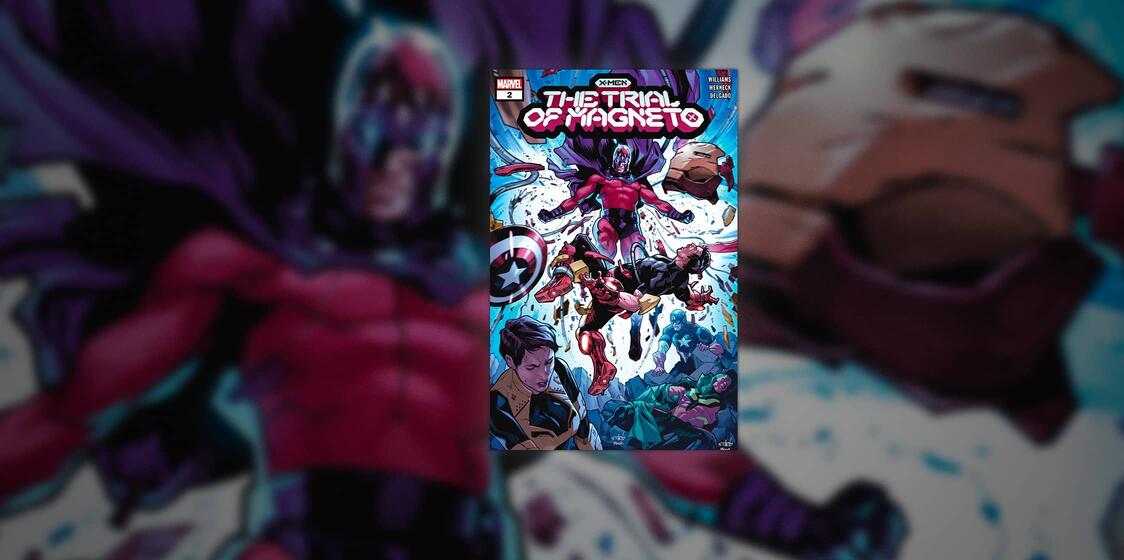 MARVEL
2
X-MEN
THE TRIAL
OF MAGNETO
WILLIAMS
WERNECK
DELGADO